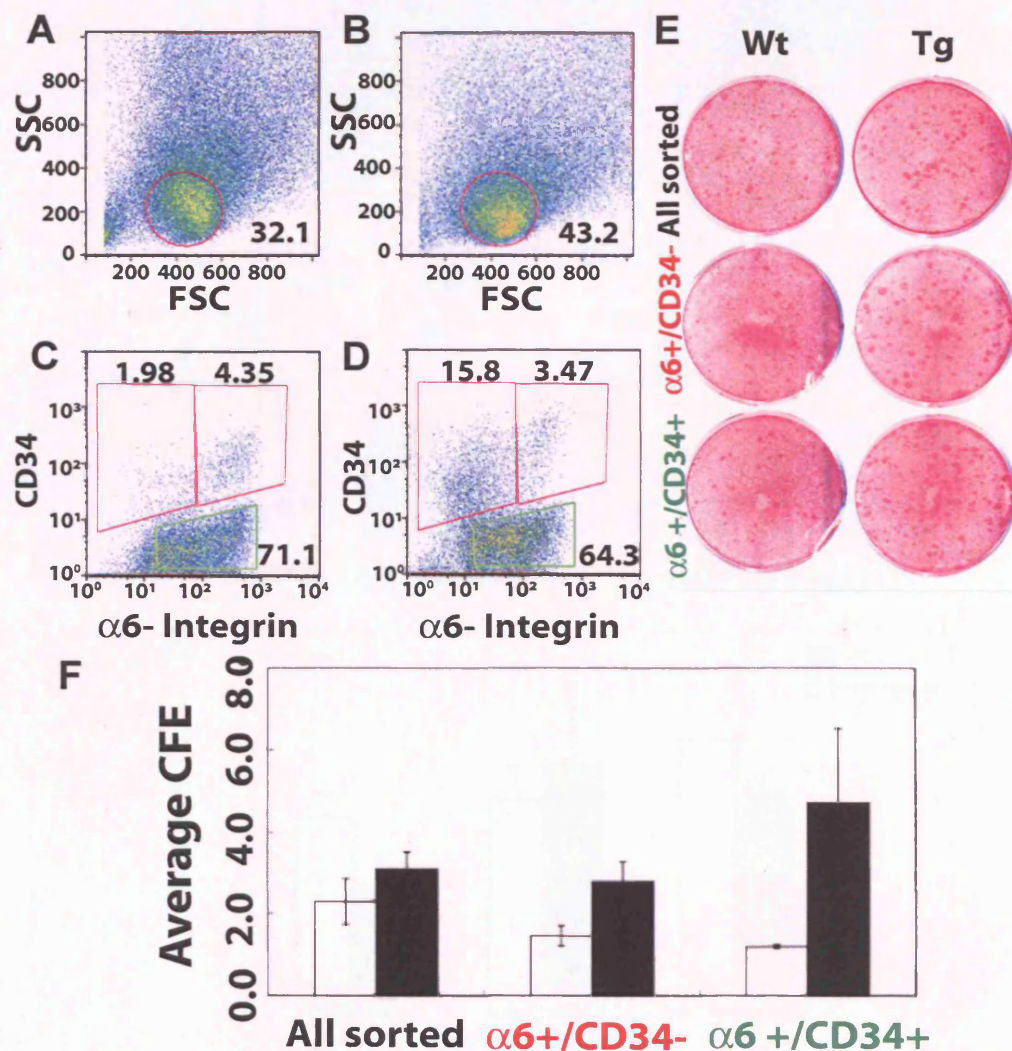 A
SSC
800
600
400
200
0
32.1
200 400 600 800
FSC
B
SSC
800
600
400
200
0
43.2
200 400 600 800
FSC
C
CD34
10³
10²
10¹
10⁰
1.98 4.35
71.1
10⁰ 10¹ 10² 10³ 10⁴
α6- Integrin
D
CD34
10³
10²
10¹
10⁰
15.8 3.47
64.3
10⁰ 10¹ 10² 10³ 10⁴
α6- Integrin
E
Wt Tg
All sorted
α6+/CD34-
α6 +/CD34+
F
Average CFE
8.0
6.0
4.0
2.0
0.0
All sorted α6+/CD34- α6 +/CD34+